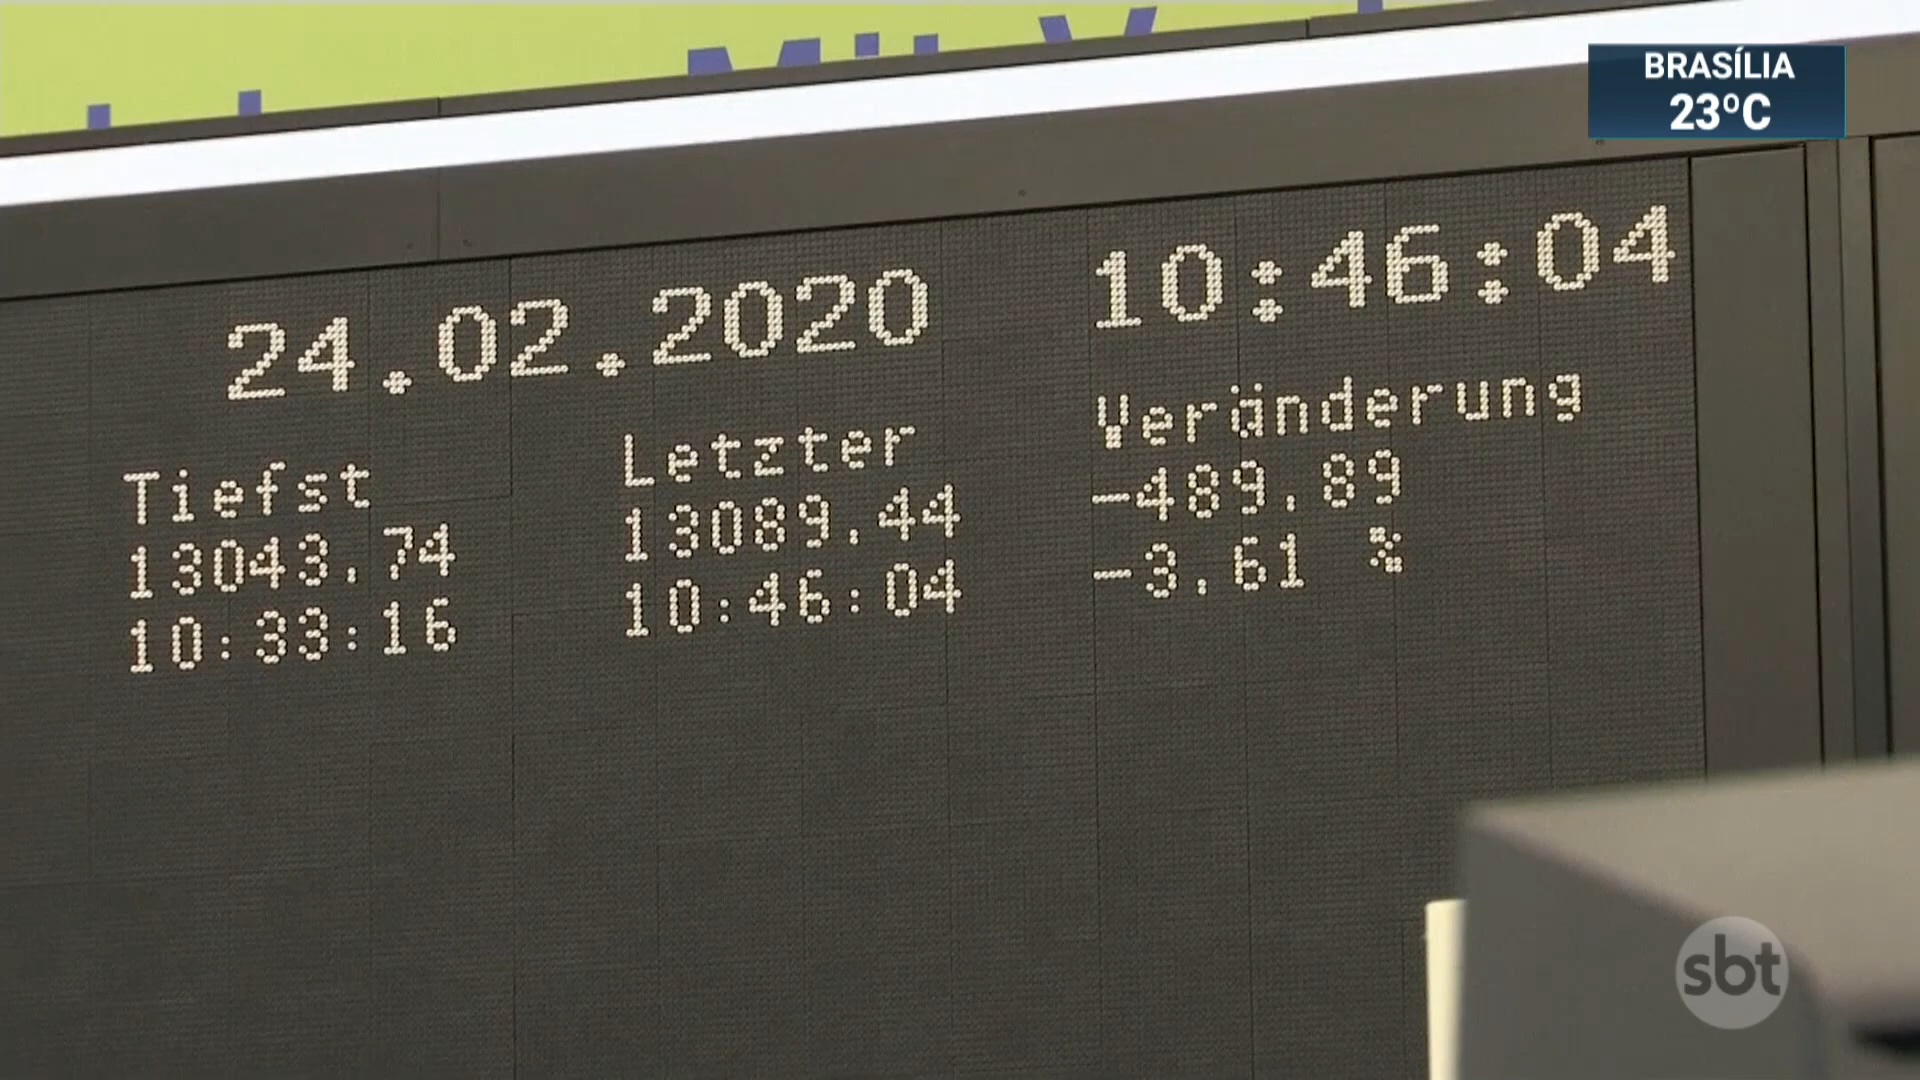 BRASÍLIA
23ºC
24.02.2020 10:46:04
Tiefst Letzter Veränderung
13043.74 13089.44 -489.89
10:33:16 10:46:04 -3.61 %
sbt